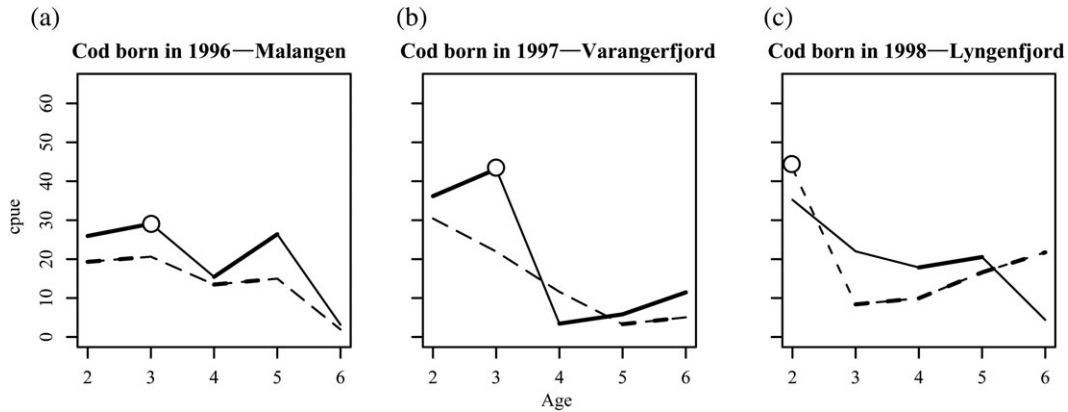 (a)
Cod born in 1996—Malangen
(b)
Cod born in 1997—Varangerfjord
(c)
Cod born in 1998—Lyngenfjord
cpue
60
50
40
30
20
10
0
2 3 4 5 6
2 3 4 5 6
2 3 4 5 6
Age